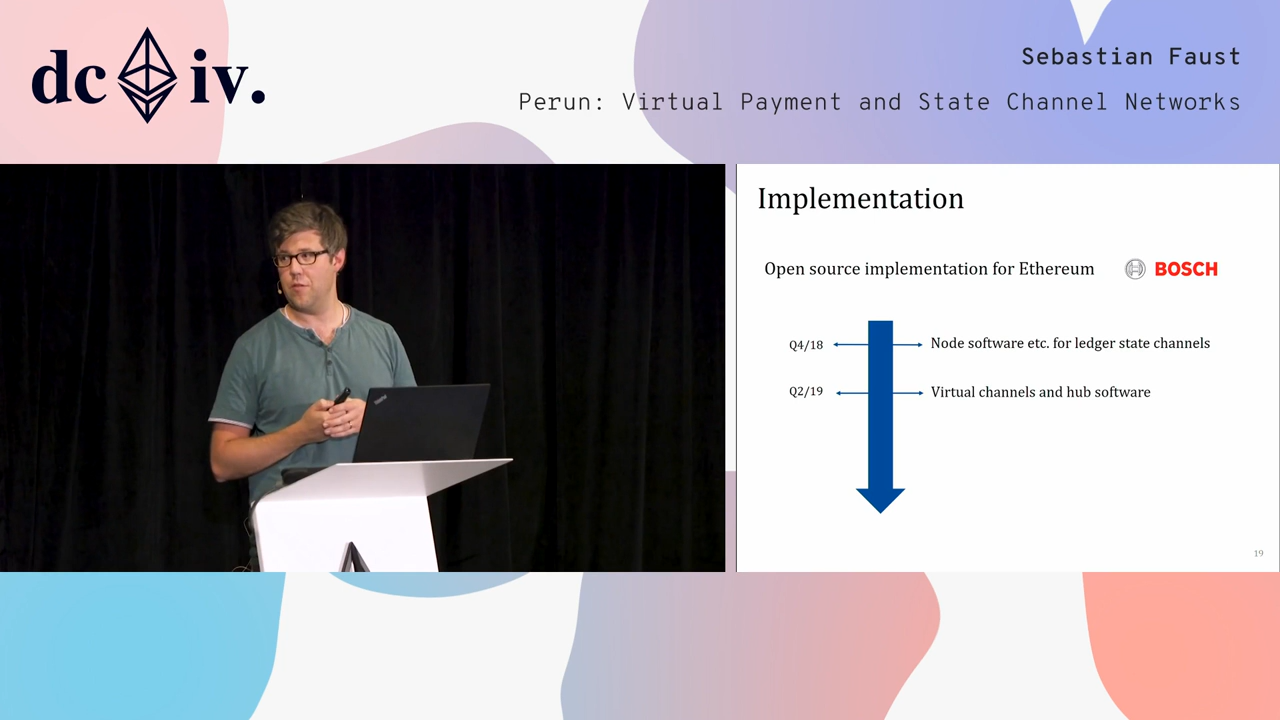 dc iv.
Sebastian Faust
Perun: Virtual Payment and State Channel Networks
Implementation
Open source implementation for Ethereum BOSCH
Q4/18 Node software etc. for ledger state channels
Q2/19 Virtual channels and hub software
19
ThinkPad